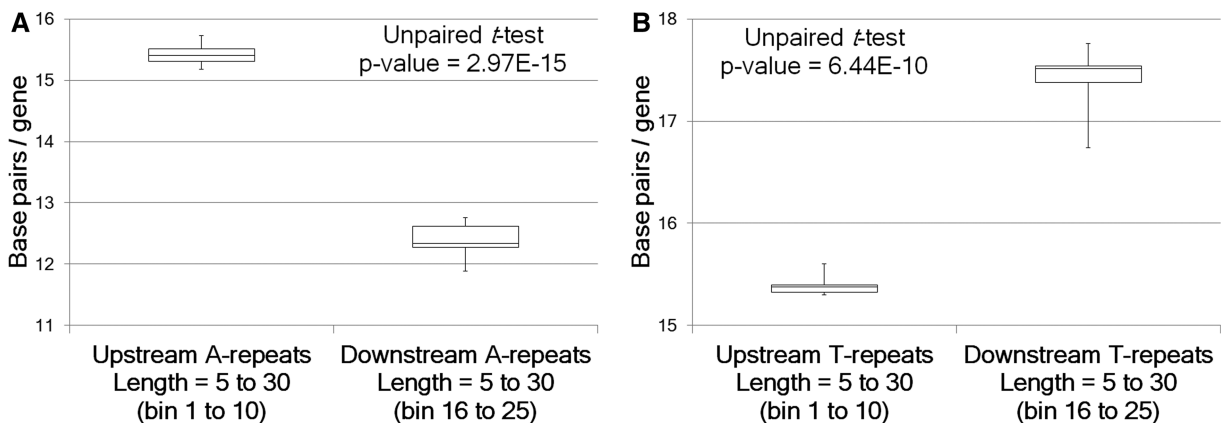 A
Base pairs / gene
16
15
14
13
12
11
Unpaired t-test
p-value = 2.97E-15
Upstream A-repeats
Length = 5 to 30
(bin 1 to 10)
Downstream A-repeats
Length = 5 to 30
(bin 16 to 25)
B
Base pairs / gene
18
17
16
15
Unpaired t-test
p-value = 6.44E-10
Upstream T-repeats
Length = 5 to 30
(bin 1 to 10)
Downstream T-repeats
Length = 5 to 30
(bin 16 to 25)